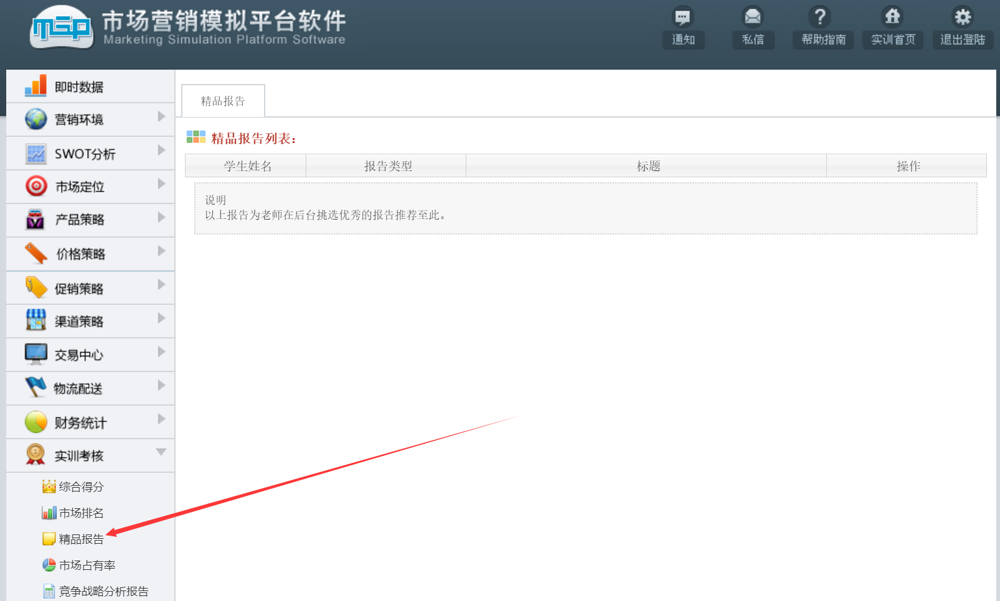 MSP
市场营销模拟平台软件
Marketing Simulation Platform Software
通知
私信
帮助指南
实训首页
退出登陆
即时数据
营销环境
SWOT分析
市场定位
产品策略
价格策略
促销策略
渠道策略
交易中心
物流配送
财务统计
实训考核
综合得分
市场排名
精品报告
市场占有率
竞争战略分析报告
精品报告
精品报告列表：
学生姓名 报告类型 标题 操作
说明
以上报告为老师在后台挑选优秀的报告推荐至此。